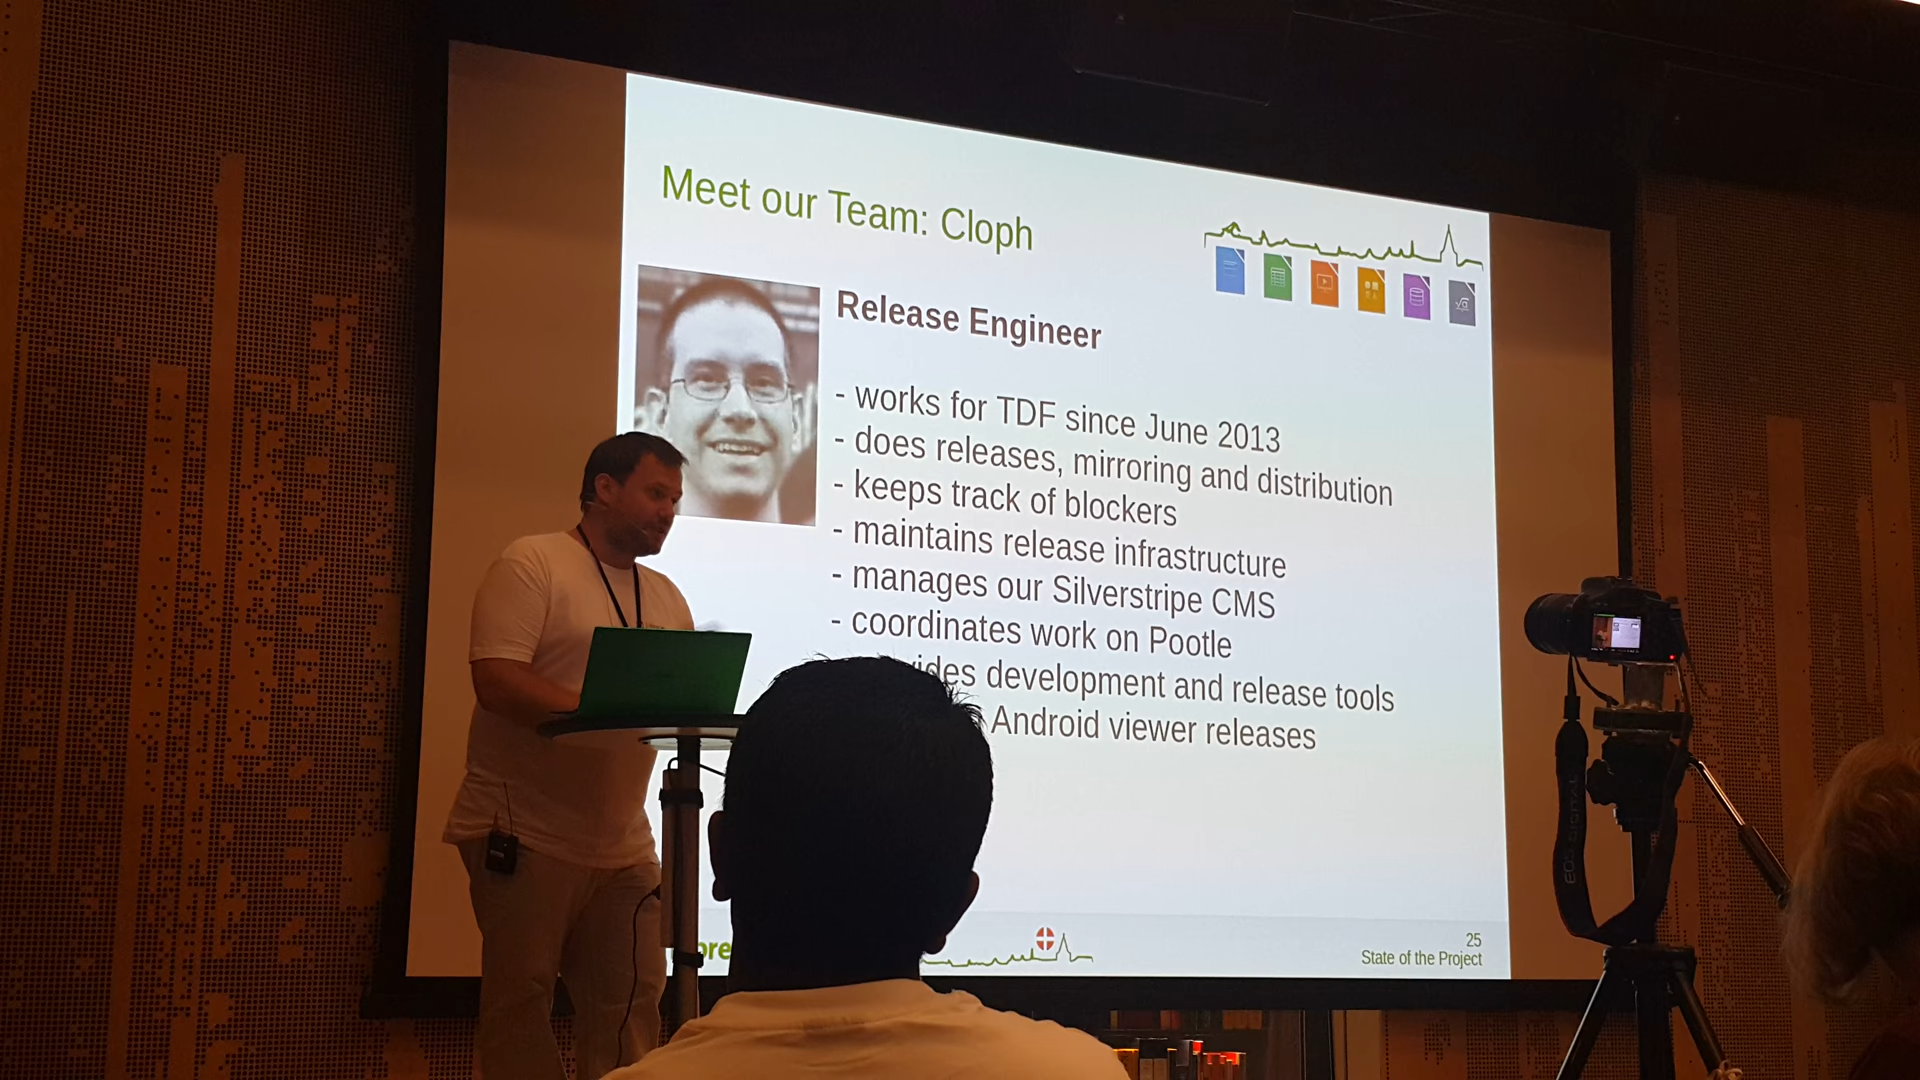 Meet our Team: Cloph
Release Engineer
- works for TDF since June 2013
- does releases, mirroring and distribution
- keeps track of blockers
- maintains release infrastructure
- manages our Silverstripe CMS
- coordinates work on Pootle
development and release tools
Android viewer releases
25
State of the Project
EOS DIGITAL